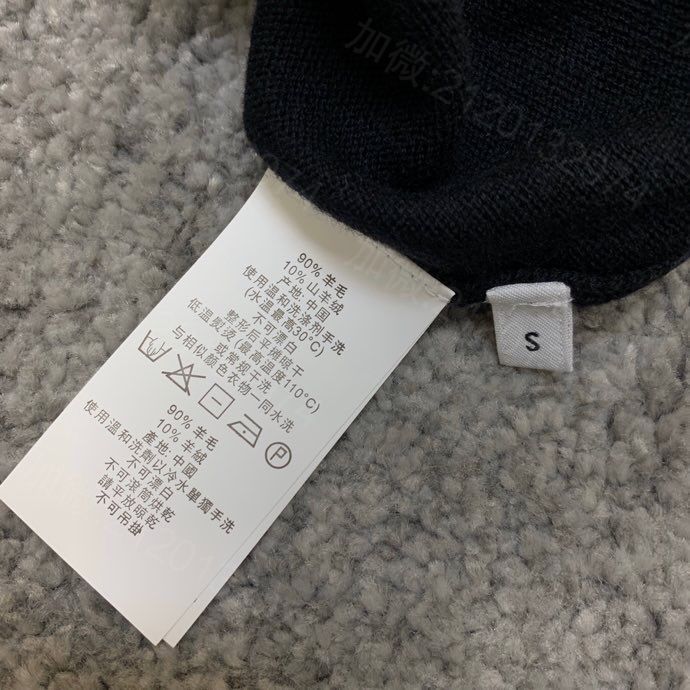 加微:2120132974
90% 羊毛
10% 山羊绒
产地: 中国
使用温和洗涤剂手洗
(水温最高30°C)
不可漂白
整形后平摊晾干
低温熨烫(最高温度110°C)
或常规干洗
与相似颜色衣物一同水洗
P
90% 羊毛
10% 羊絨
產地: 中國
使用溫和洗劑以冷水單獨手洗
不可漂白
不可滾筒烘乾
請平放晾乾
不可吊掛
S